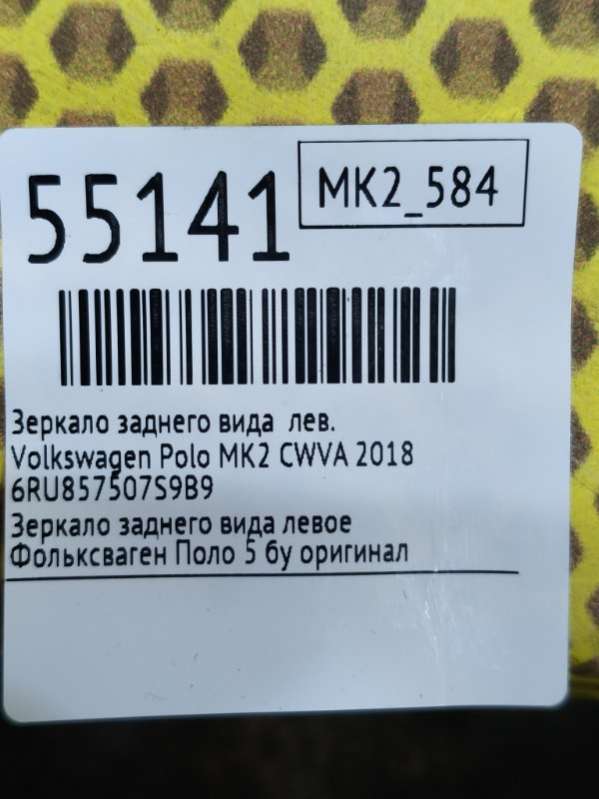 55141
MK2_584
Зеркало заднего вида лев.
Volkswagen Polo MK2 CWVA 2018
6RU857507S9B9
Зеркало заднего вида левое
Фольксваген Поло 5 бу оригинал